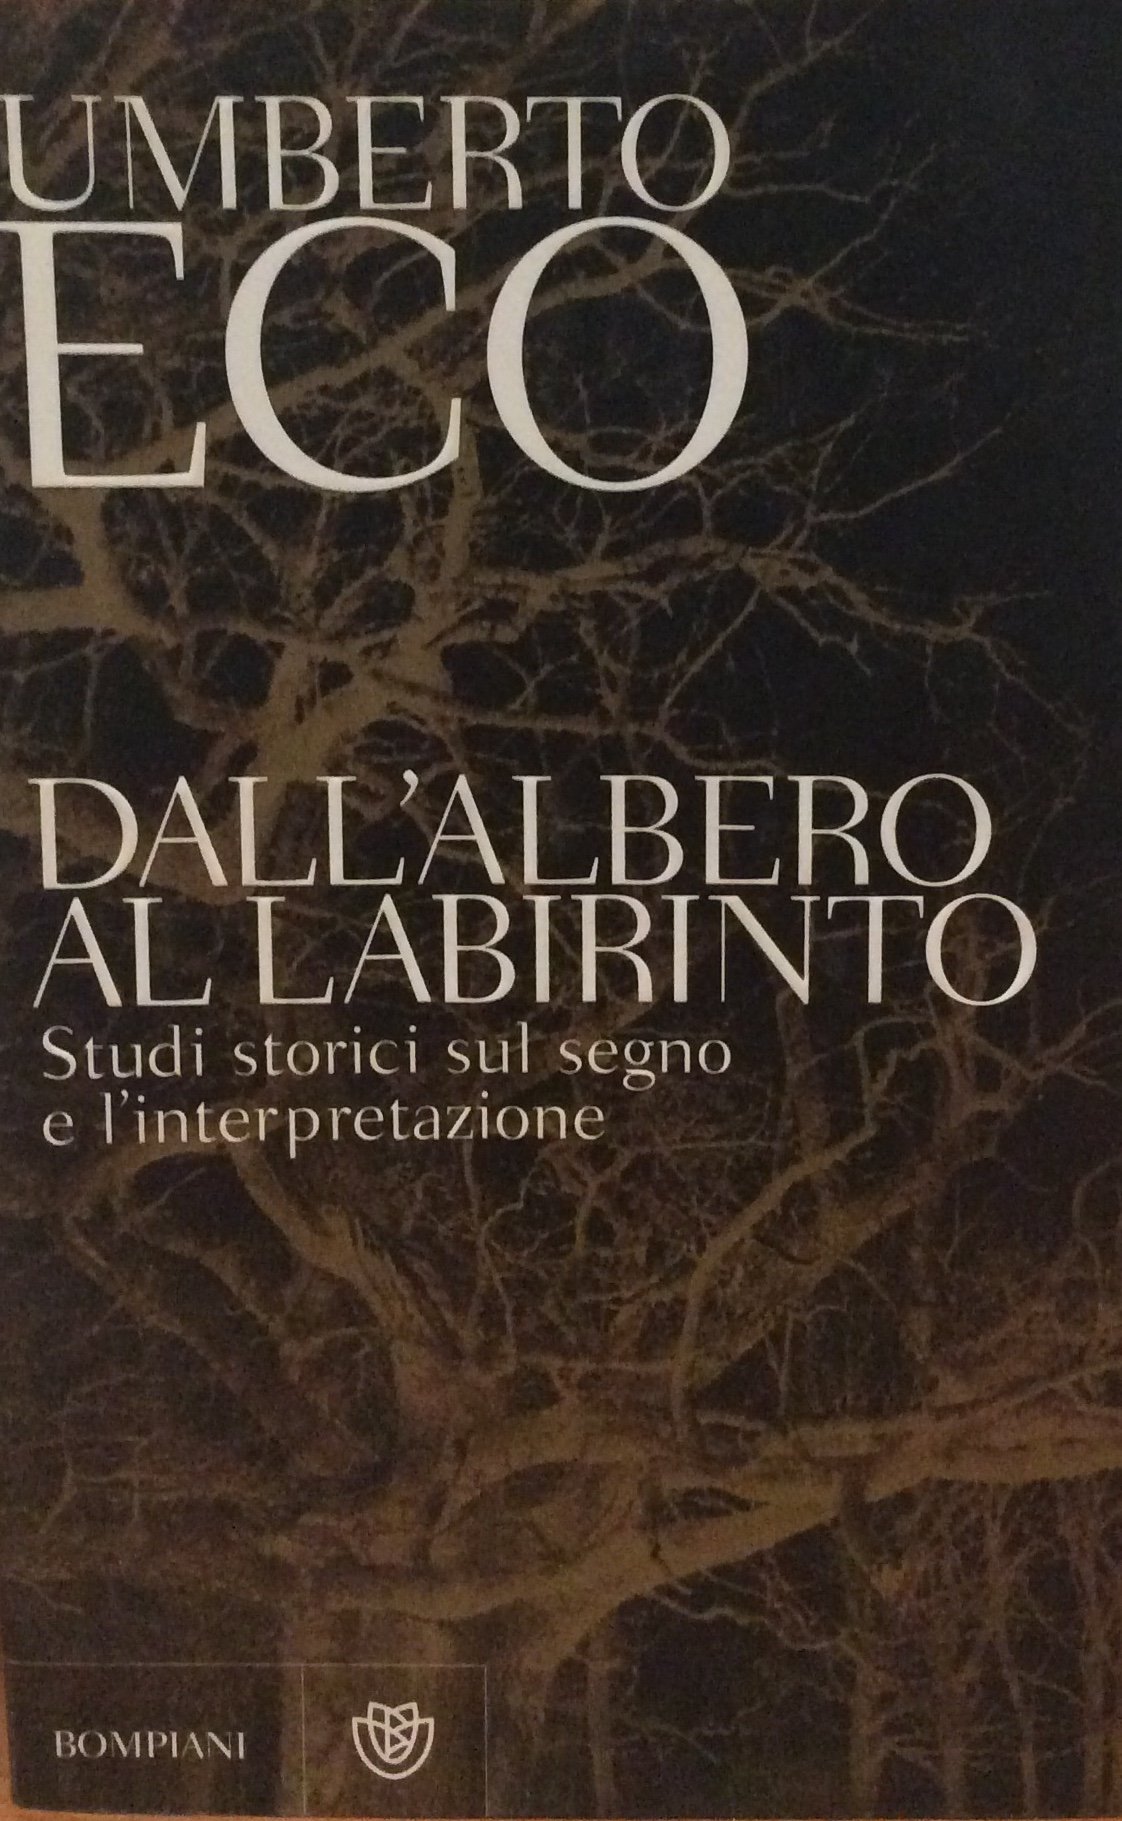 UMBERTO
ECO
DALL'ALBERO
AL LABIRINTO
Studi storici sul segno
e l'interpretazione
BOMPIANI